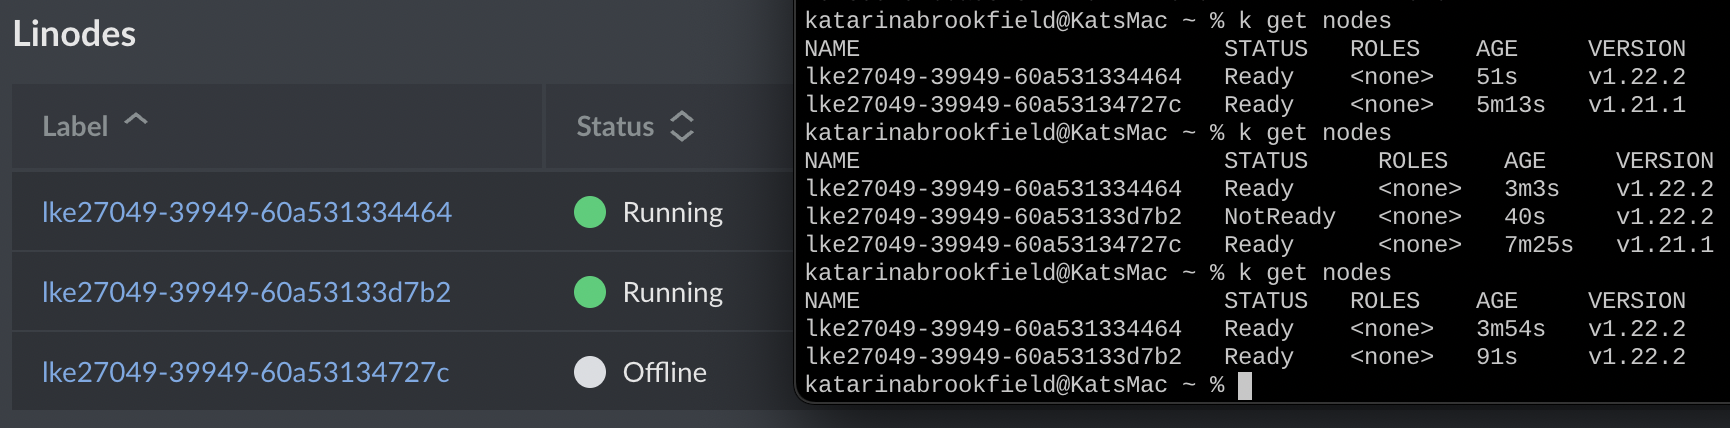 Linodes
Label Status
lke27049-39949-60a531334464 Running
lke27049-39949-60a53133d7b2 Running
lke27049-39949-60a53134727c Offline
katarinabrookfield@KatsMac ~ % k get nodes
NAME STATUS ROLES AGE VERSION
lke27049-39949-60a531334464 Ready <none> 51s v1.22.2
lke27049-39949-60a53134727c Ready <none> 5m13s v1.21.1
katarinabrookfield@KatsMac ~ % k get nodes
NAME STATUS ROLES AGE VERSION
lke27049-39949-60a531334464 Ready <none> 3m3s v1.22.2
lke27049-39949-60a53133d7b2 NotReady <none> 40s v1.22.2
lke27049-39949-60a53134727c Ready <none> 7m25s v1.21.1
katarinabrookfield@KatsMac ~ % k get nodes
NAME STATUS ROLES AGE VERSION
lke27049-39949-60a531334464 Ready <none> 3m54s v1.22.2
lke27049-39949-60a53133d7b2 Ready <none> 91s v1.22.2
katarinabrookfield@KatsMac ~ %